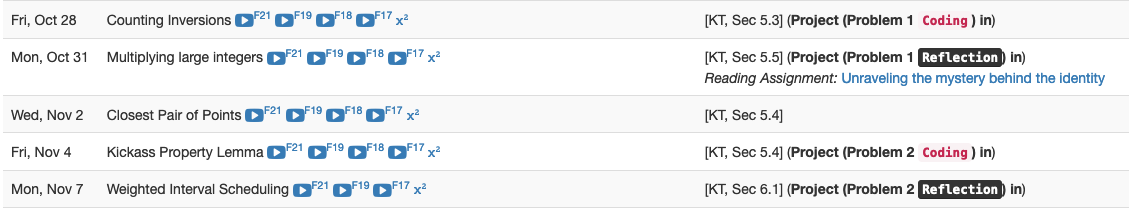 Fri, Oct 28 Counting Inversions F21 F19 F18 F17 x² [KT, Sec 5.3] (Project (Problem 1 Coding ) in)
Mon, Oct 31 Multiplying large integers F21 F19 F18 F17 x² [KT, Sec 5.5] (Project (Problem 1 Reflection) in)
Reading Assignment: Unraveling the mystery behind the identity
Wed, Nov 2 Closest Pair of Points F21 F19 F18 F17 x² [KT, Sec 5.4]
Fri, Nov 4 Kickass Property Lemma F21 F19 F18 F17 x² [KT, Sec 5.4] (Project (Problem 2 Coding ) in)
Mon, Nov 7 Weighted Interval Scheduling F21 F19 F17 x² [KT, Sec 6.1] (Project (Problem 2 Reflection) in)